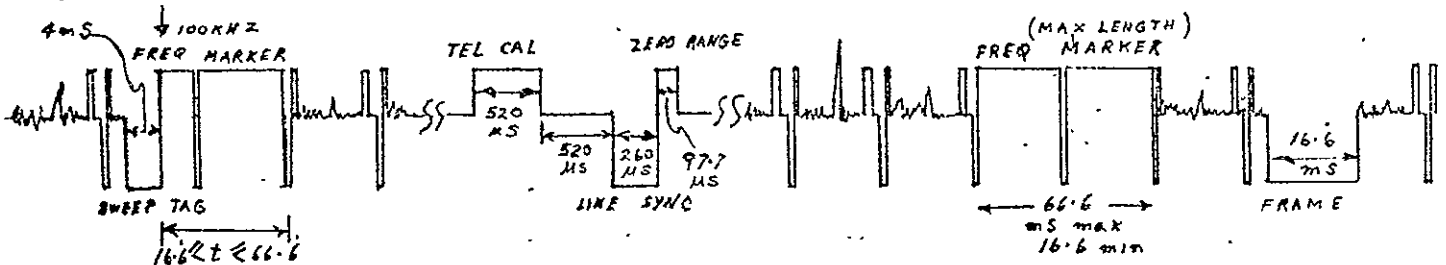 4mS
100KHZ
FREQ MARKER
TEL CAL
ZERO RANGE
(MAX LENGTH)
FREQ MARKER
520
μS
520
μS
260
μS
97.7
μS
16.6
mS
SWEEP TAG
LINE SYNC
66.6
mS max
16.6 min
FRAME
16.6 ≤ t ≤ 66.6